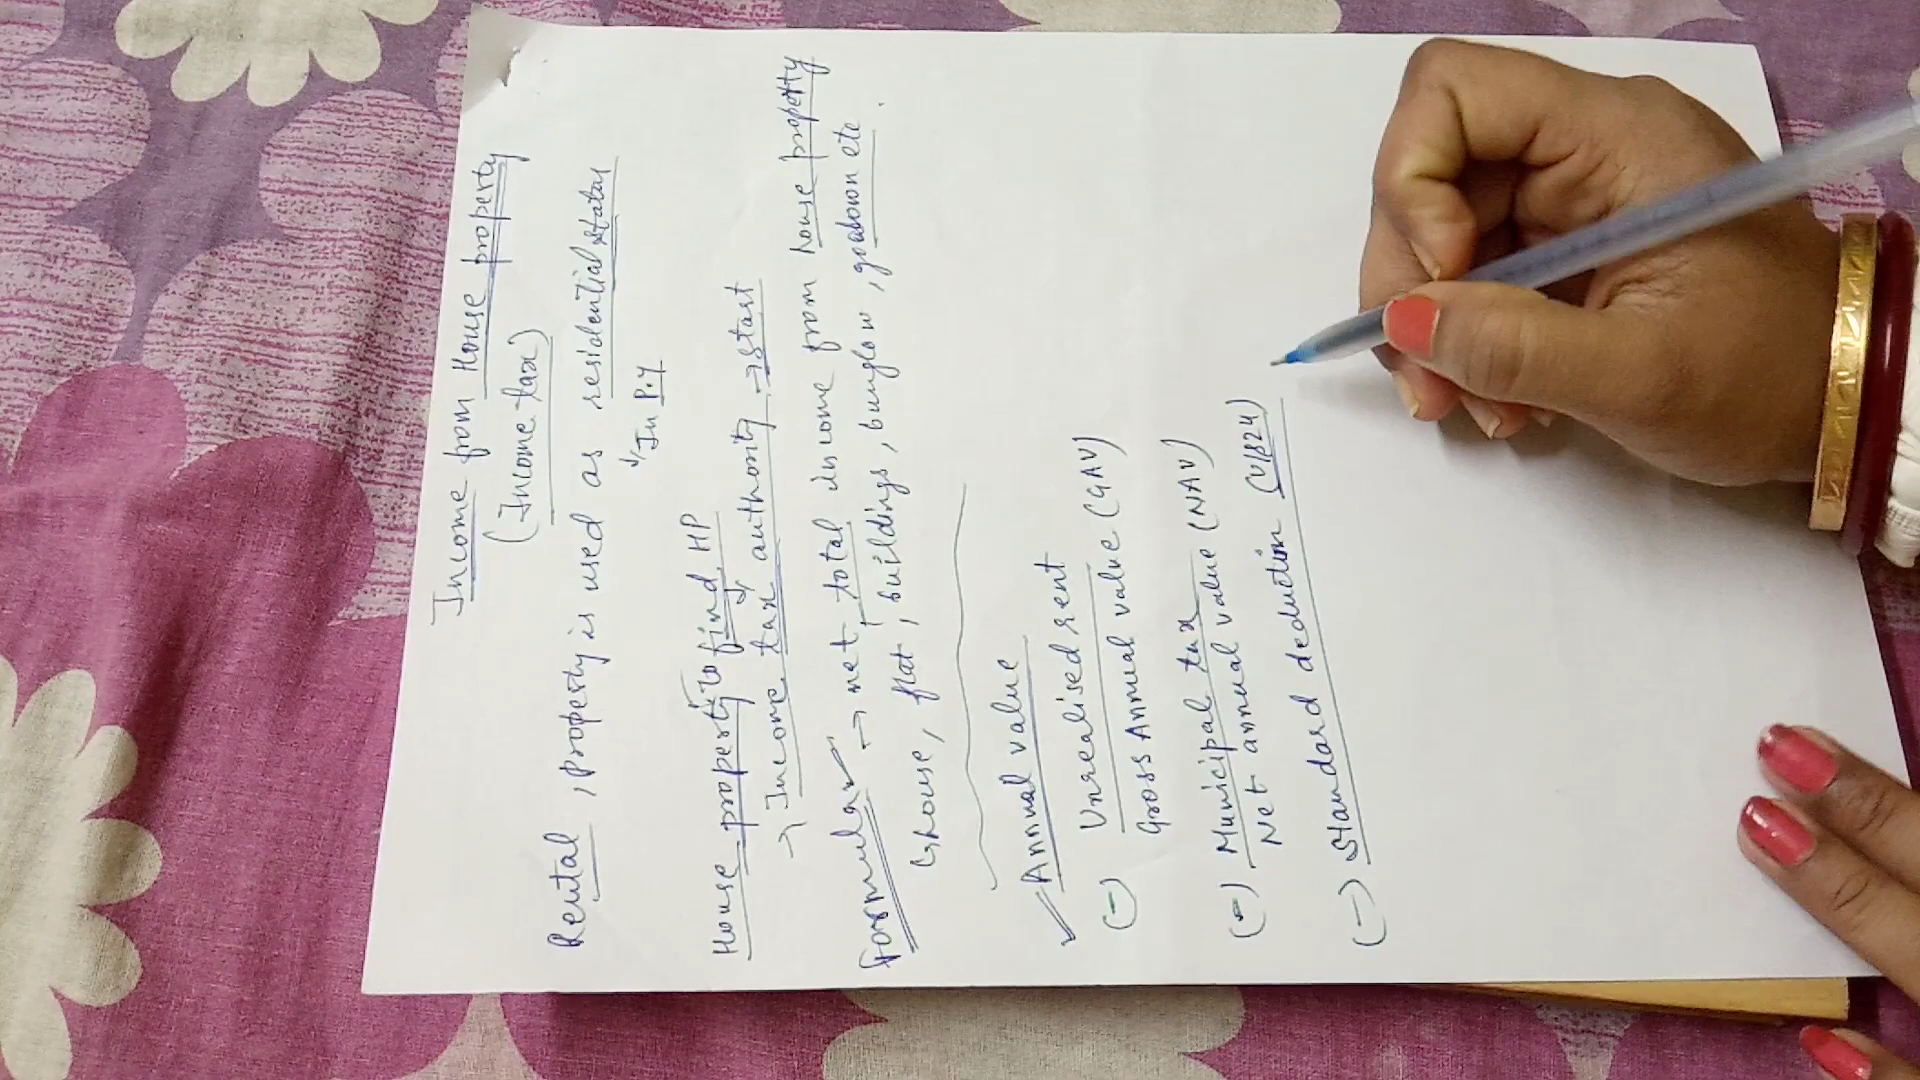 Income from House property
(Income tax)
Rental, Property is used as residential status
In P.Y
House property to find HP
→ Income tax authority → start
Formular → net total income from house property
house, flat, buildings, bunglow, godown etc.
Annual value
(-) Unrealised rent
Gross Annual value (GAV)
(-) Municipal tax
Net annual value (NAV)
(-) Standard deduction (U/S24)